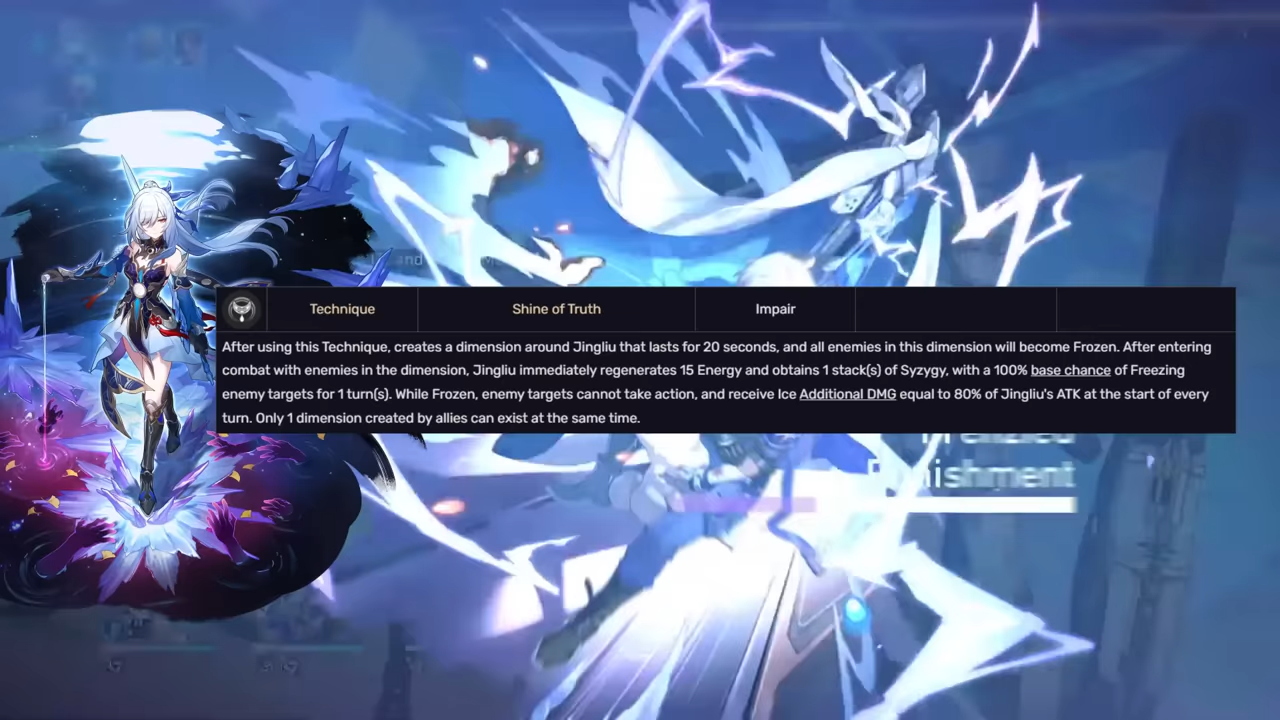 Technique Shine of Truth Impair
After using this Technique, creates a dimension around Jingliu that lasts for 20 seconds, and all enemies in this dimension will become Frozen. After entering
combat with enemies in the dimension, Jingliu immediately regenerates 15 Energy and obtains 1 stack(s) of Syzygy, with a 100% base chance of Freezing
enemy targets for 1 turn(s). While Frozen, enemy targets cannot take action, and receive Ice Additional DMG equal to 80% of Jingliu's ATK at the start of every
turn. Only 1 dimension created by allies can exist at the same time.